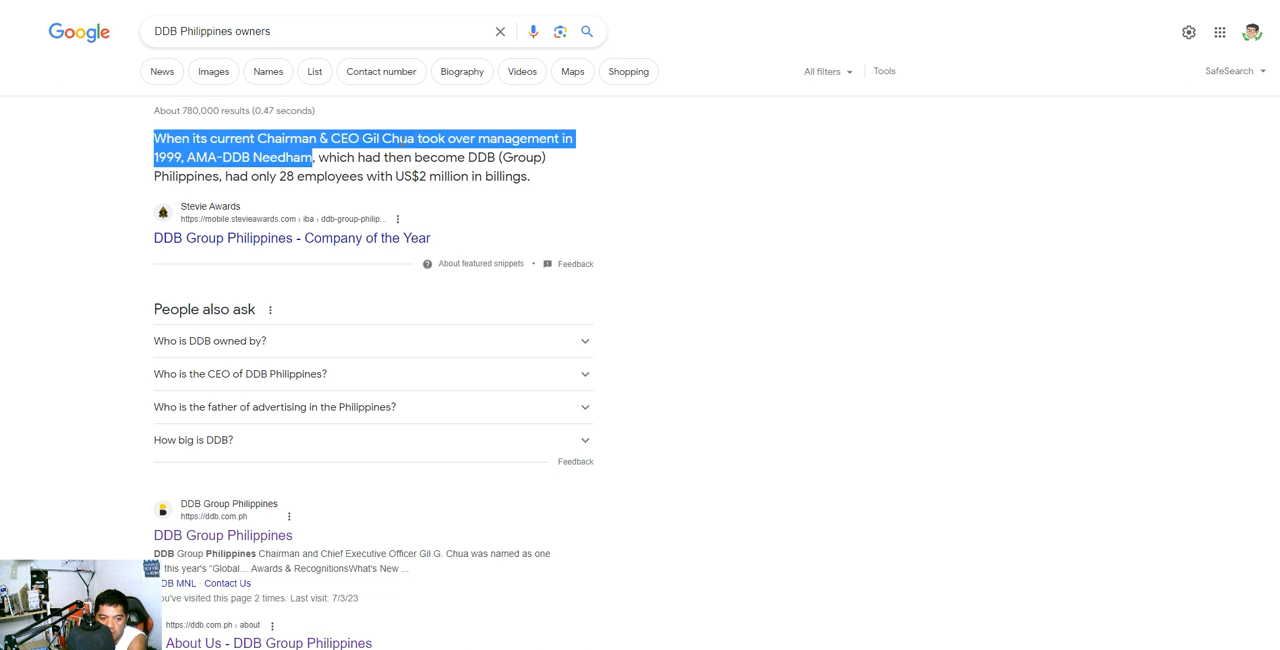 Google
DDB Philippines owners
News
Images
Names
List
Contact number
Biography
Videos
Maps
Shopping
All filters
Tools
SafeSearch
About 780,000 results (0.47 seconds)
When its current Chairman & CEO Gil Chua took over management in
1999, AMA-DDB Needham, which had then become DDB (Group)
Philippines, had only 28 employees with US$2 million in billings.
Stevie Awards
https://mobile.stevieawards.com › iba › ddb-group-philip...
DDB Group Philippines - Company of the Year
About featured snippets • Feedback
People also ask
Who is DDB owned by?
Who is the CEO of DDB Philippines?
Who is the father of advertising in the Philippines?
How big is DDB?
Feedback
DDB Group Philippines
https://ddb.com.ph
DDB Group Philippines
DDB Group Philippines Chairman and Chief Executive Officer Gil G. Chua was named as one
this year's “Global... Awards & RecognitionsWhat's New ...
DB MNL · Contact Us
ou've visited this page 2 times. Last visit: 7/3/23
https://ddb.com.ph › about
About Us - DDB Group Philippines